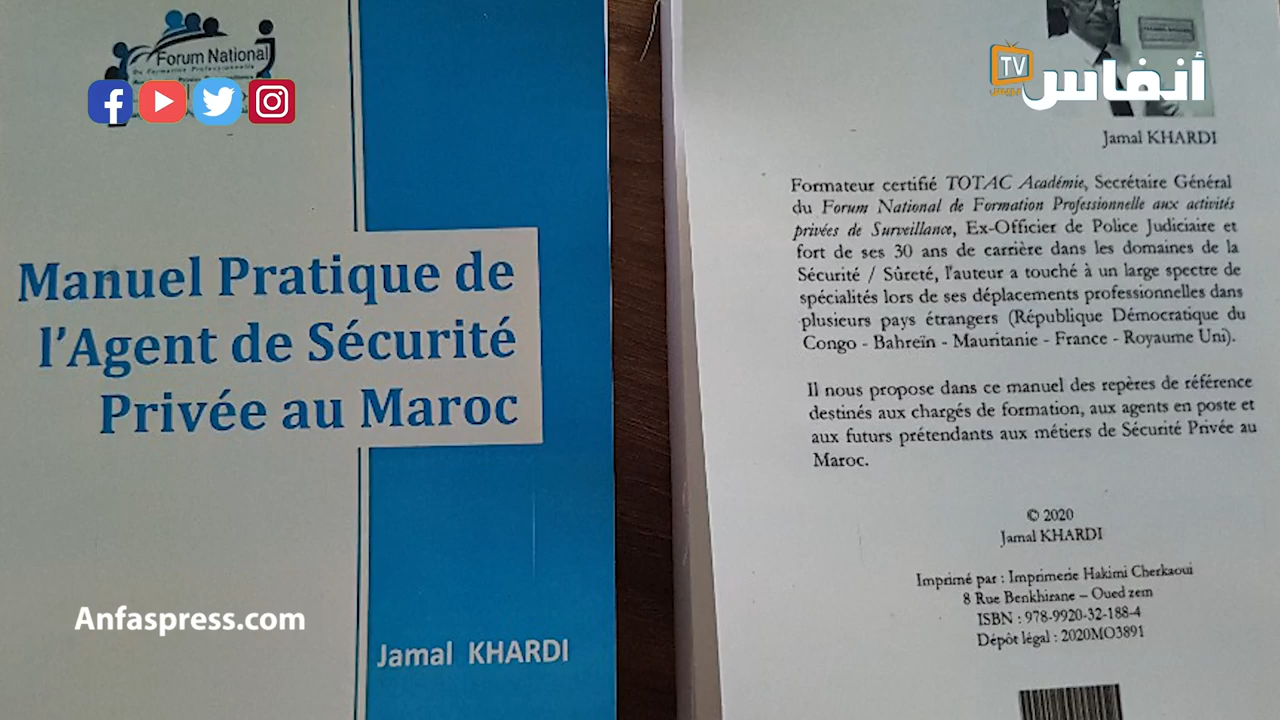 Forum National
Manuel Pratique de
l'Agent de Sécurité
Privée au Maroc
Jamal KHARDI
Anfaspress.com
TV
أنفاس
بريس
Jamal KHARDI
Formateur certifié TOTAC Académie, Secrétaire Général
du Forum National de Formation Professionnelle aux activités
privées de Surveillance, Ex-Officier de Police Judiciaire et
fort de ses 30 ans de carrière dans les domaines de la
Sécurité / Sûreté, l'auteur a touché à un large spectre de
spécialités lors de ses déplacements professionnelles dans
plusieurs pays étrangers (République Démocratique du
Congo - Bahreïn - Mauritanie - France - Royaume Uni).
Il nous propose dans ce manuel des repères de référence
destinés aux chargés de formation, aux agents en poste et
aux futurs prétendants aux métiers de Sécurité Privée au
Maroc.
© 2020
Jamal KHARDI
Imprimé par : Imprimerie Hakimi Cherkaoui
8 Rue Benkhirane – Oued zem
ISBN : 978-9920-32-188-4
Dépôt légal : 2020MO3891